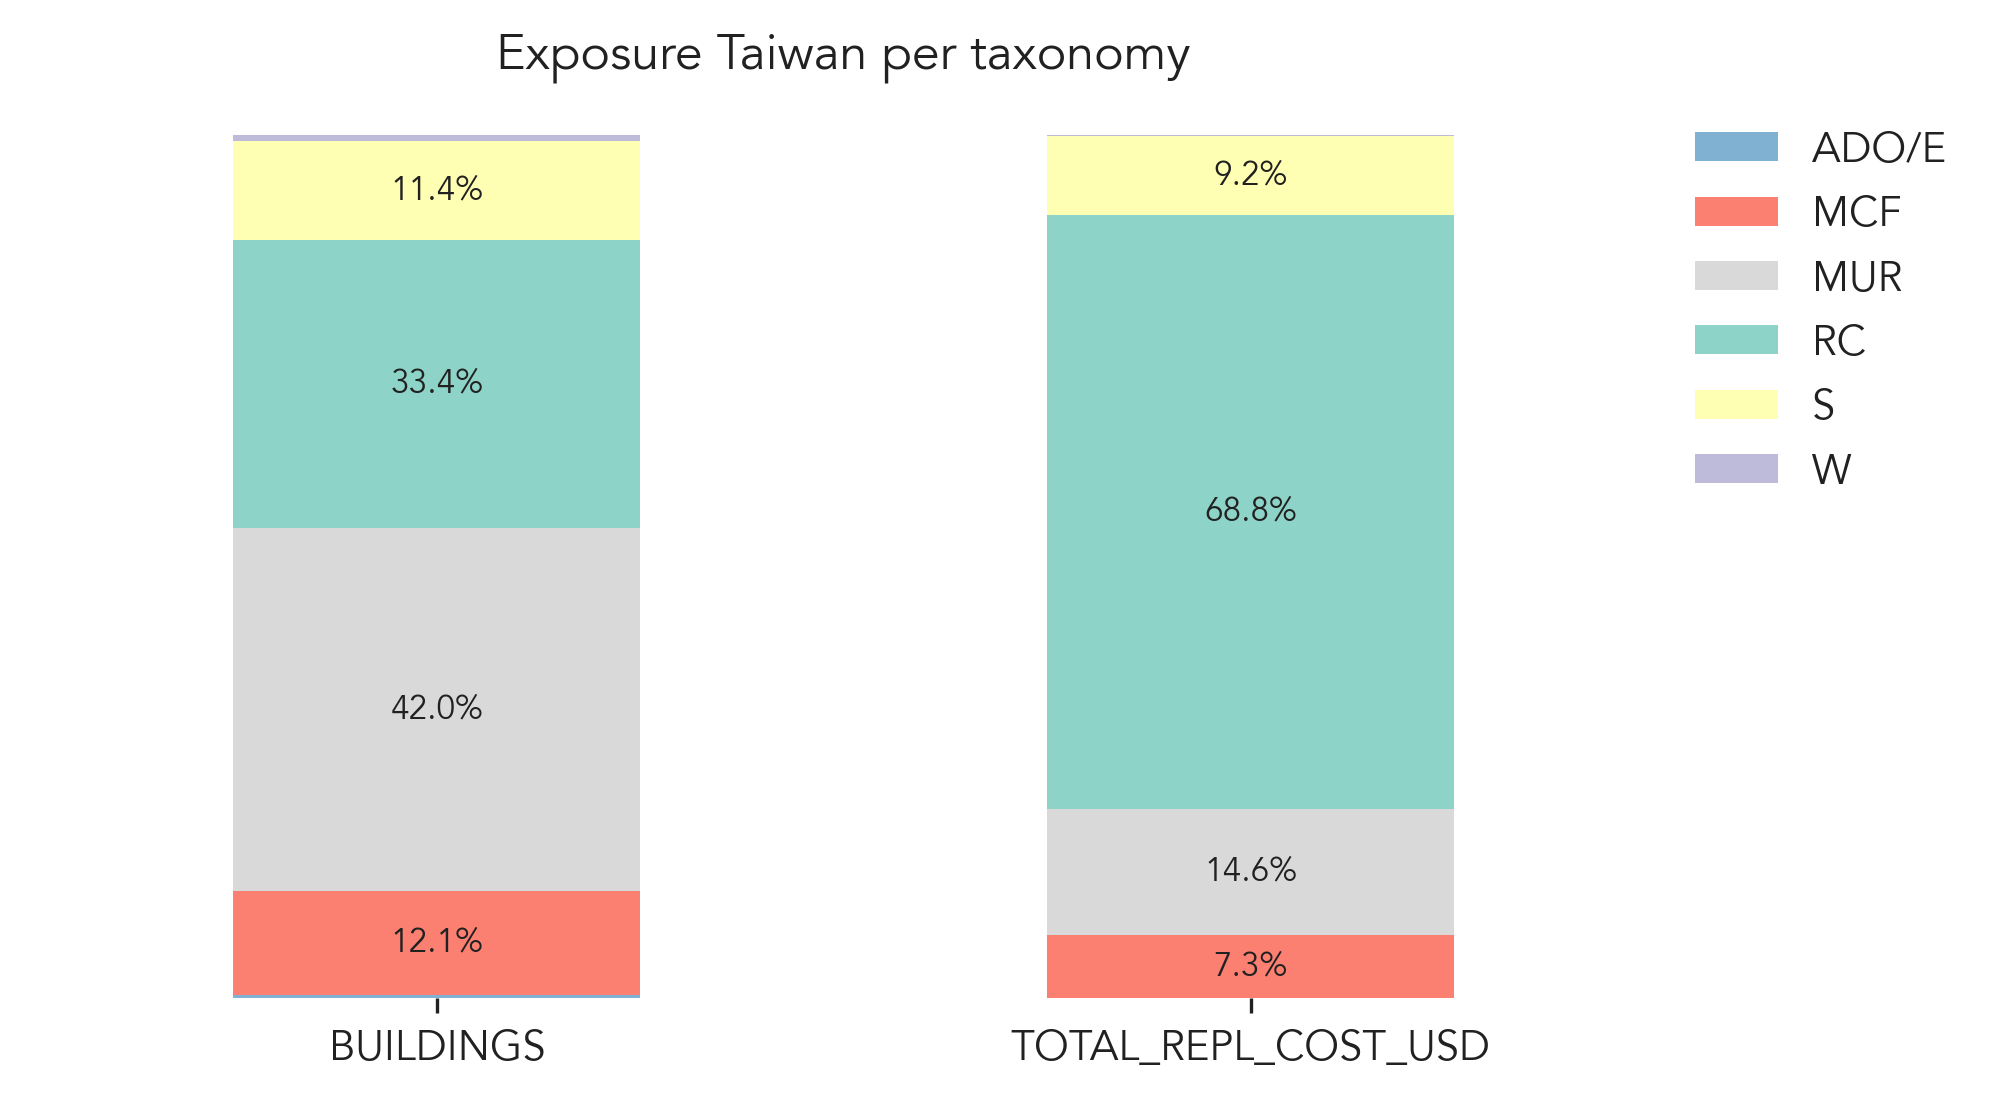 Exposure Taiwan per taxonomy
11.4%
33.4%
42.0%
12.1%
BUILDINGS
9.2%
68.8%
14.6%
7.3%
TOTAL_REPL_COST_USD
ADO/E
MCF
MUR
RC
S
W